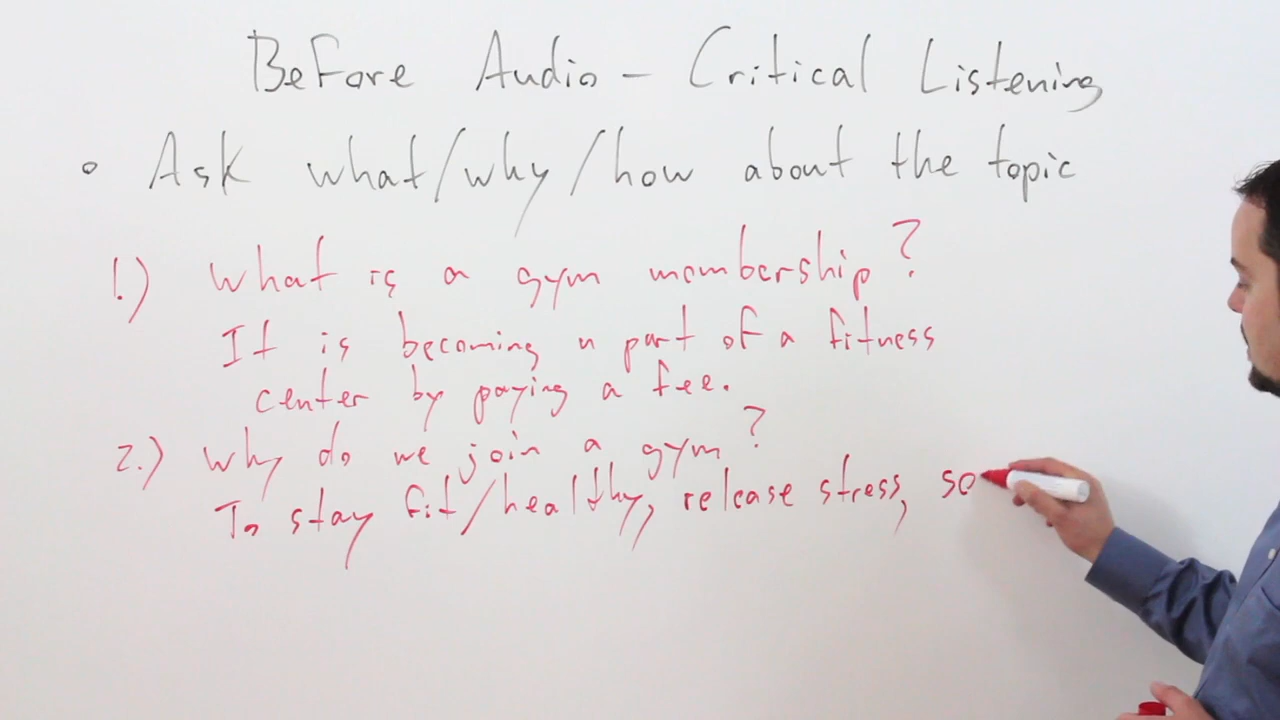 Before Audio - Critical Listening
° Ask what/why/how about the topic
1.) What is a gym membership?
It is becoming a part of a fitness
center by paying a fee.
2.) Why do we join a gym?
To stay fit/healthy, release stress, so